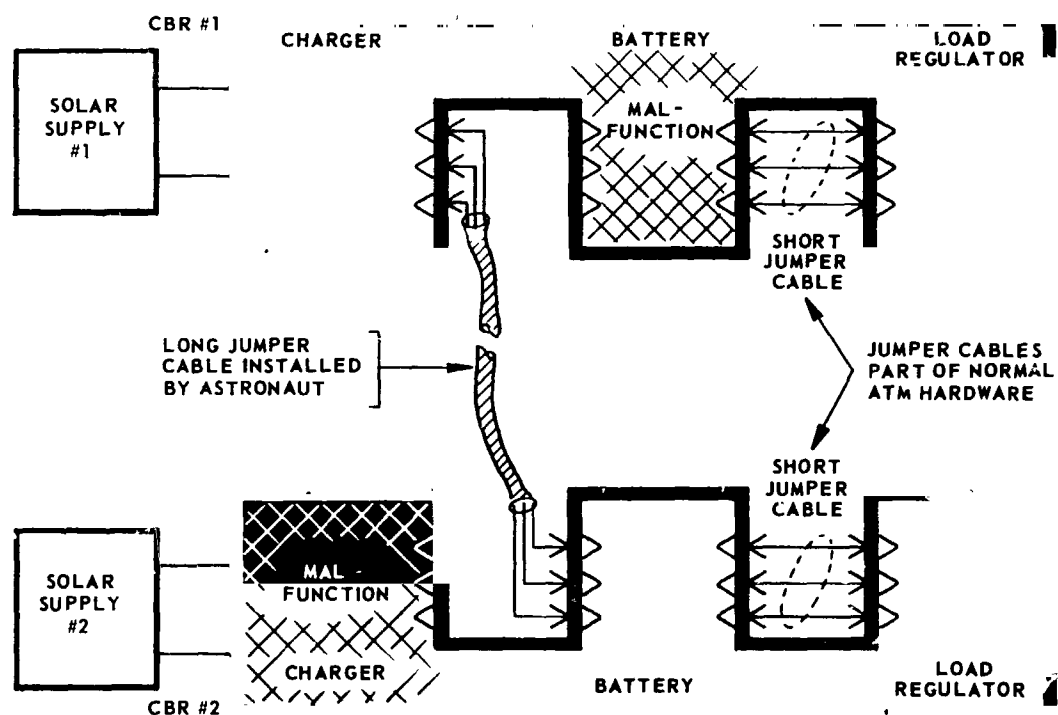 CBR #1
CHARGER
BATTERY
LOAD
REGULATOR
SOLAR
SUPPLY
#1
MAL-
FUNCTION
SHORT
JUMPER
CABLE
LONG JUMPER
CABLE INSTALLED
BY ASTRONAUT
JUMPER CABLES
PART OF NORMAL
ATM HARDWARE
SHORT
JUMPER
CABLE
SOLAR
SUPPLY
#2
MAL-
FUNCTION
CHARGER
BATTERY
LOAD
REGULATOR
CBR #2